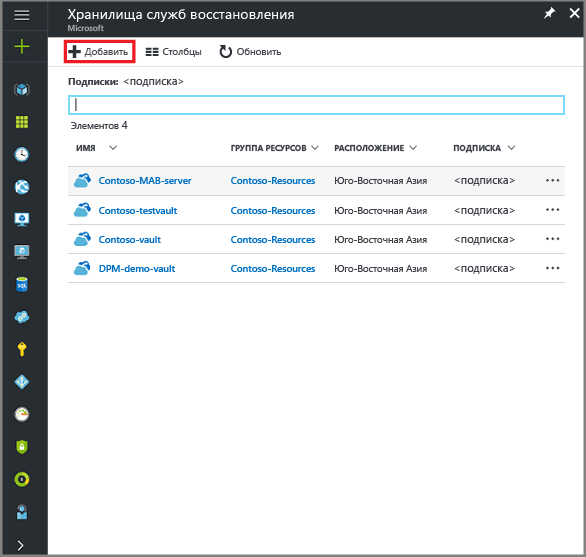 Хранилища служб восстановления
Microsoft
Добавить Столбцы Обновить
Подписки: <подписка>
Элементов 4
ИМЯ ГРУППА РЕСУРСОВ РАСПОЛОЖЕНИЕ ПОДПИСКА
Contoso-MAB-server Contoso-Resources Юго-Восточная Азия <подписка> ...
Contoso-testvault Contoso-Resources Юго-Восточная Азия <подписка> ...
Contoso-vault Contoso-Resources Юго-Восточная Азия <подписка> ...
DPM-demo-vault Contoso-Resources Юго-Восточная Азия <подписка> ...
SQL